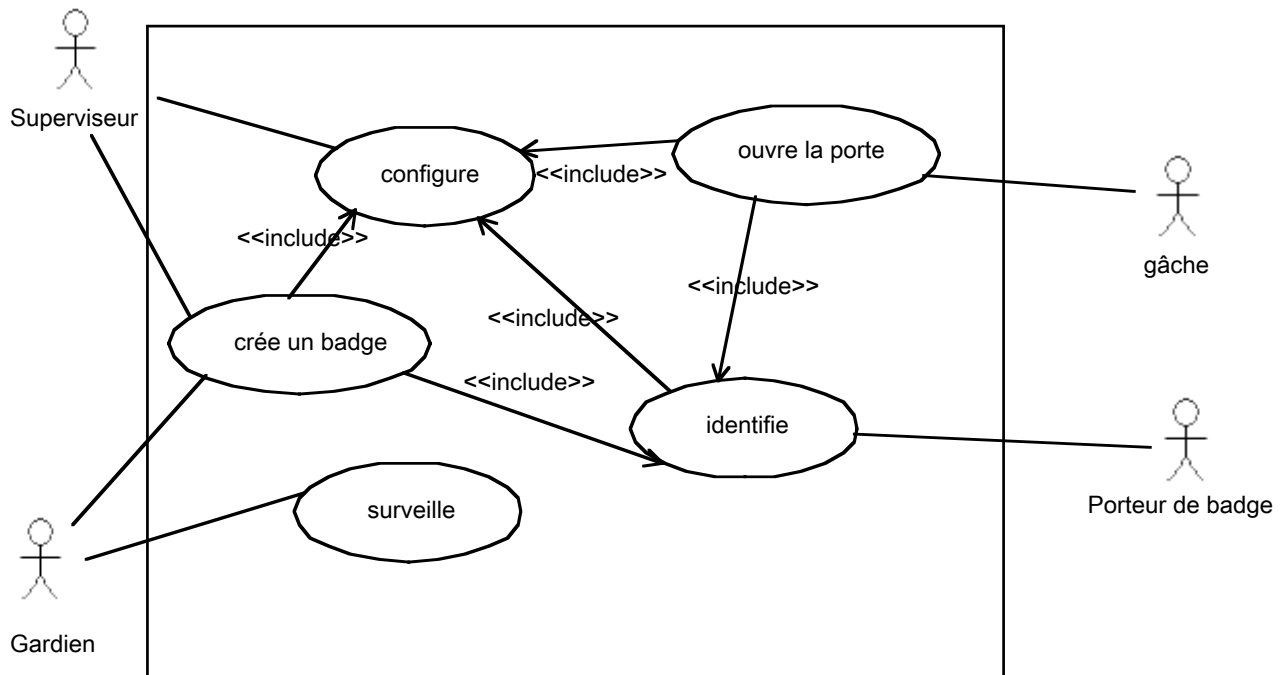 Superviseur
ouvre la porte
configure
<<include>>
<<include>>
gâche
<<include>>
<<include>>
crée un badge
<<include>>
identifie
surveille
Porteur de badge
Gardien